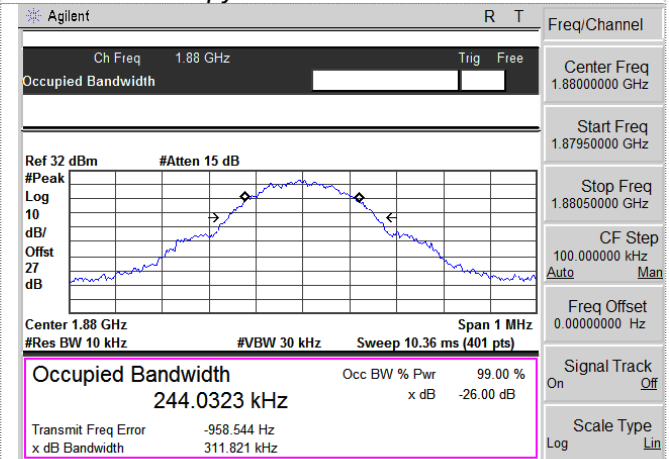 Agilent R T
Freq/Channel
Ch Freq 1.88 GHz Trig Free
Occupied Bandwidth
Center Freq
1.88000000 GHz
Start Freq
1.87950000 GHz
Ref 32 dBm #Atten 15 dB
#Peak
Log
10
dB/
Offst
27
dB
Stop Freq
1.88050000 GHz
CF Step
100.000000 kHz
Auto Man
Center 1.88 GHz Span 1 MHz
#Res BW 10 kHz #VBW 30 kHz Sweep 10.36 ms (401 pts)
Freq Offset
0.00000000 Hz
Occupied Bandwidth Occ BW % Pwr 99.00 %
244.0323 kHz x dB -26.00 dB
Transmit Freq Error -958.544 Hz
x dB Bandwidth 311.821 kHz
Signal Track
On Off
Scale Type
Log Lin